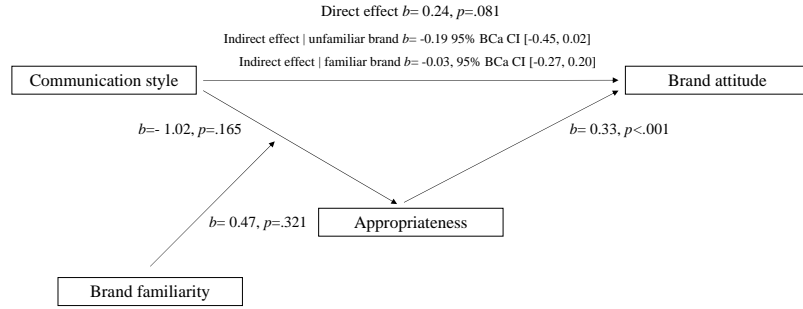 Direct effect b= 0.24, p=.081
Indirect effect | unfamiliar brand b= -0.19 95% BCa CI [-0.45, 0.02]
Indirect effect | familiar brand b= -0.03, 95% BCa CI [-0.27, 0.20]
Communication style
Brand attitude
b=- 1.02, p=.165
b= 0.33, p<.001
Appropriateness
b= 0.47, p=.321
Brand familiarity